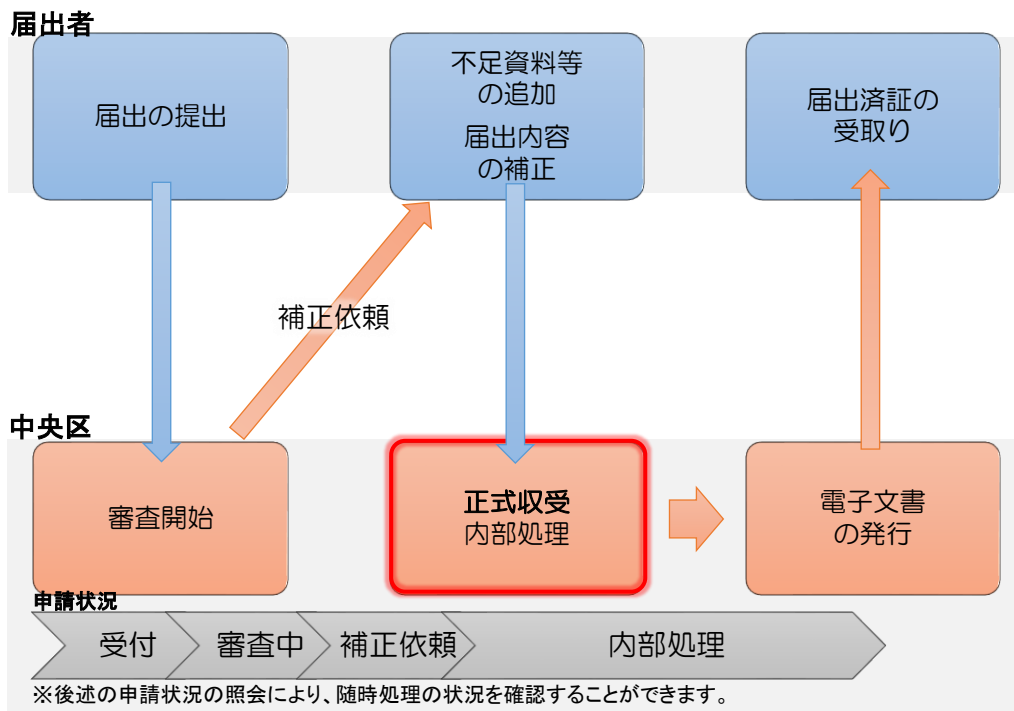 届出者
届出の提出
不足資料等
の追加
届出内容
の補正
届出済証の
受取り
補正依頼
中央区
審査開始
正式収受
内部処理
電子文書
の発行
申請状況
受付
審査中
補正依頼
内部処理
※後述の申請状況の照会により、随時処理の状況を確認することができます。